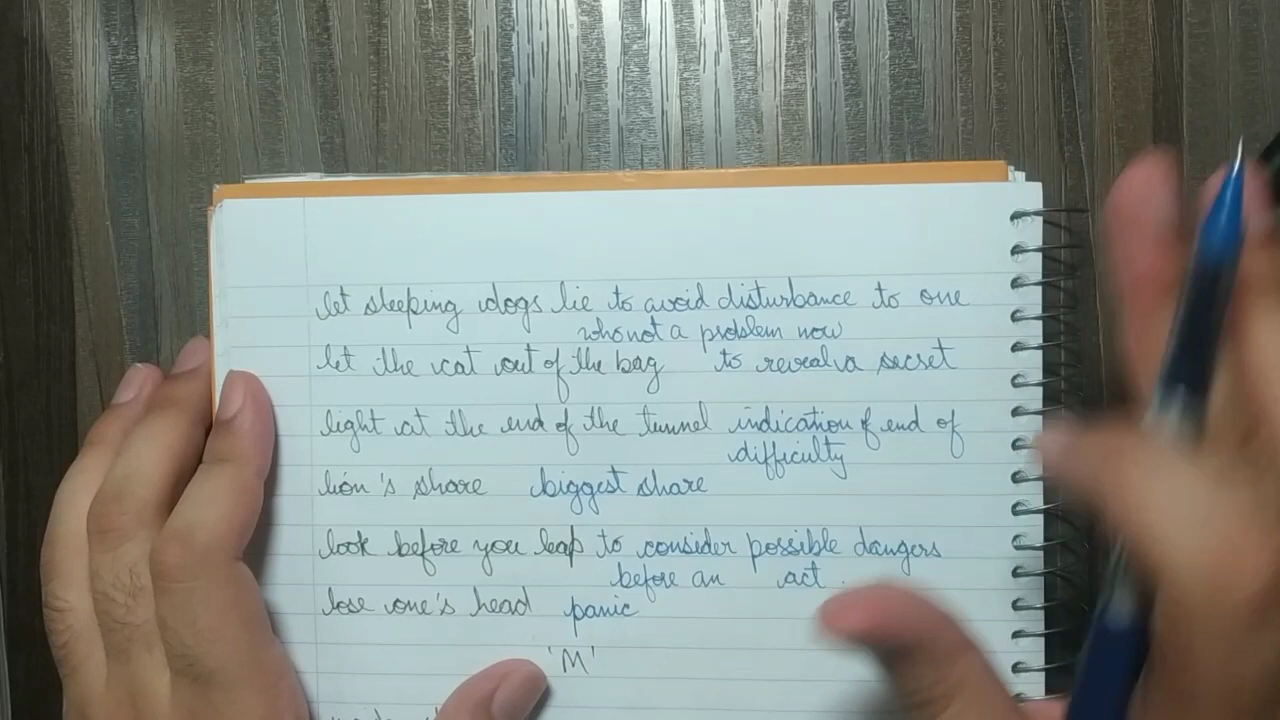 let sleeping dogs lie to avoid disturbance to one
who not a problem now
let the cat out of the bag to reveal a secret
light at the end of the tunnel indication of end of
difficulty
lion's share biggest share
look before you leap to consider possible dangers
before an act.
lose one's head panic
'M'